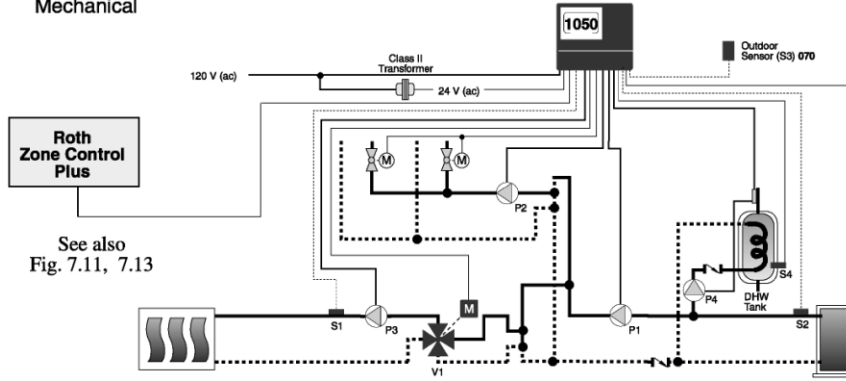 Mechanical
1050
Outdoor
Sensor (S3) 070
Class II
Transformer
120 V (ac)
24 V (ac)
Roth
Zone Control
Plus
M
M
P2
See also
Fig. 7.11, 7.13
S4
P4
DHW
Tank
M
S1
P3
P1
S2
V1